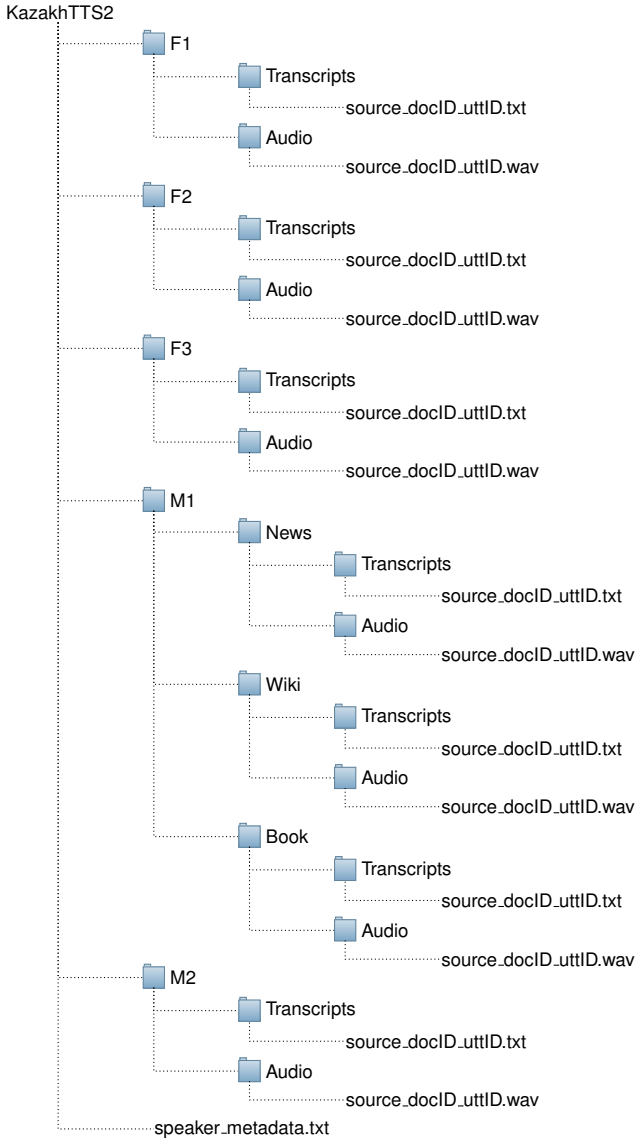 KazakhTTS2
F1
Transcripts
source_docID_uttID.txt
Audio
source_docID_uttID.wav
F2
Transcripts
source_docID_uttID.txt
Audio
source_docID_uttID.wav
F3
Transcripts
source_docID_uttID.txt
Audio
source_docID_uttID.wav
M1
News
Transcripts
source_docID_uttID.txt
Audio
source_docID_uttID.wav
Wiki
Transcripts
source_docID_uttID.txt
Audio
source_docID_uttID.wav
Book
Transcripts
source_docID_uttID.txt
Audio
source_docID_uttID.wav
M2
Transcripts
source_docID_uttID.txt
Audio
source_docID_uttID.wav
speaker_metadata.txt